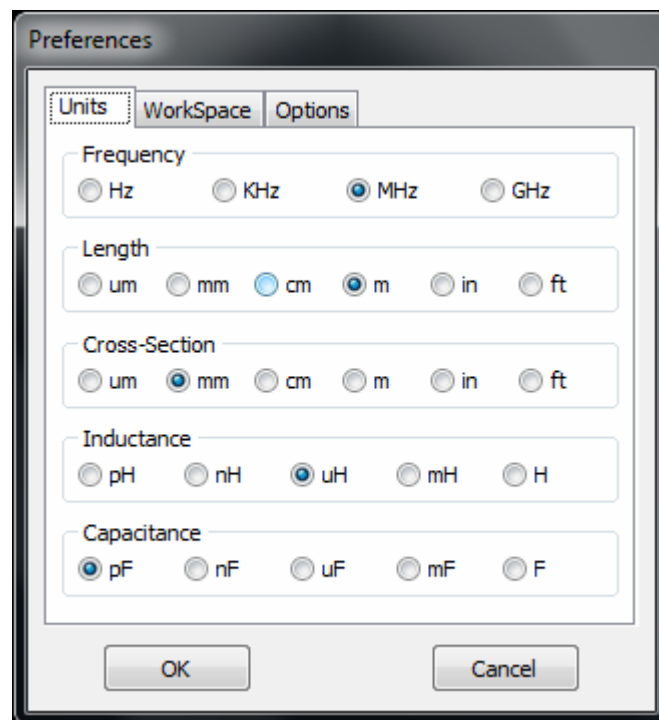 Preferences
Units WorkSpace Options
Frequency
Hz KHz MHz GHz
Length
um mm cm m in ft
Cross-Section
um mm cm m in ft
Inductance
pH nH uH mH H
Capacitance
pF nF uF mF F
OK Cancel